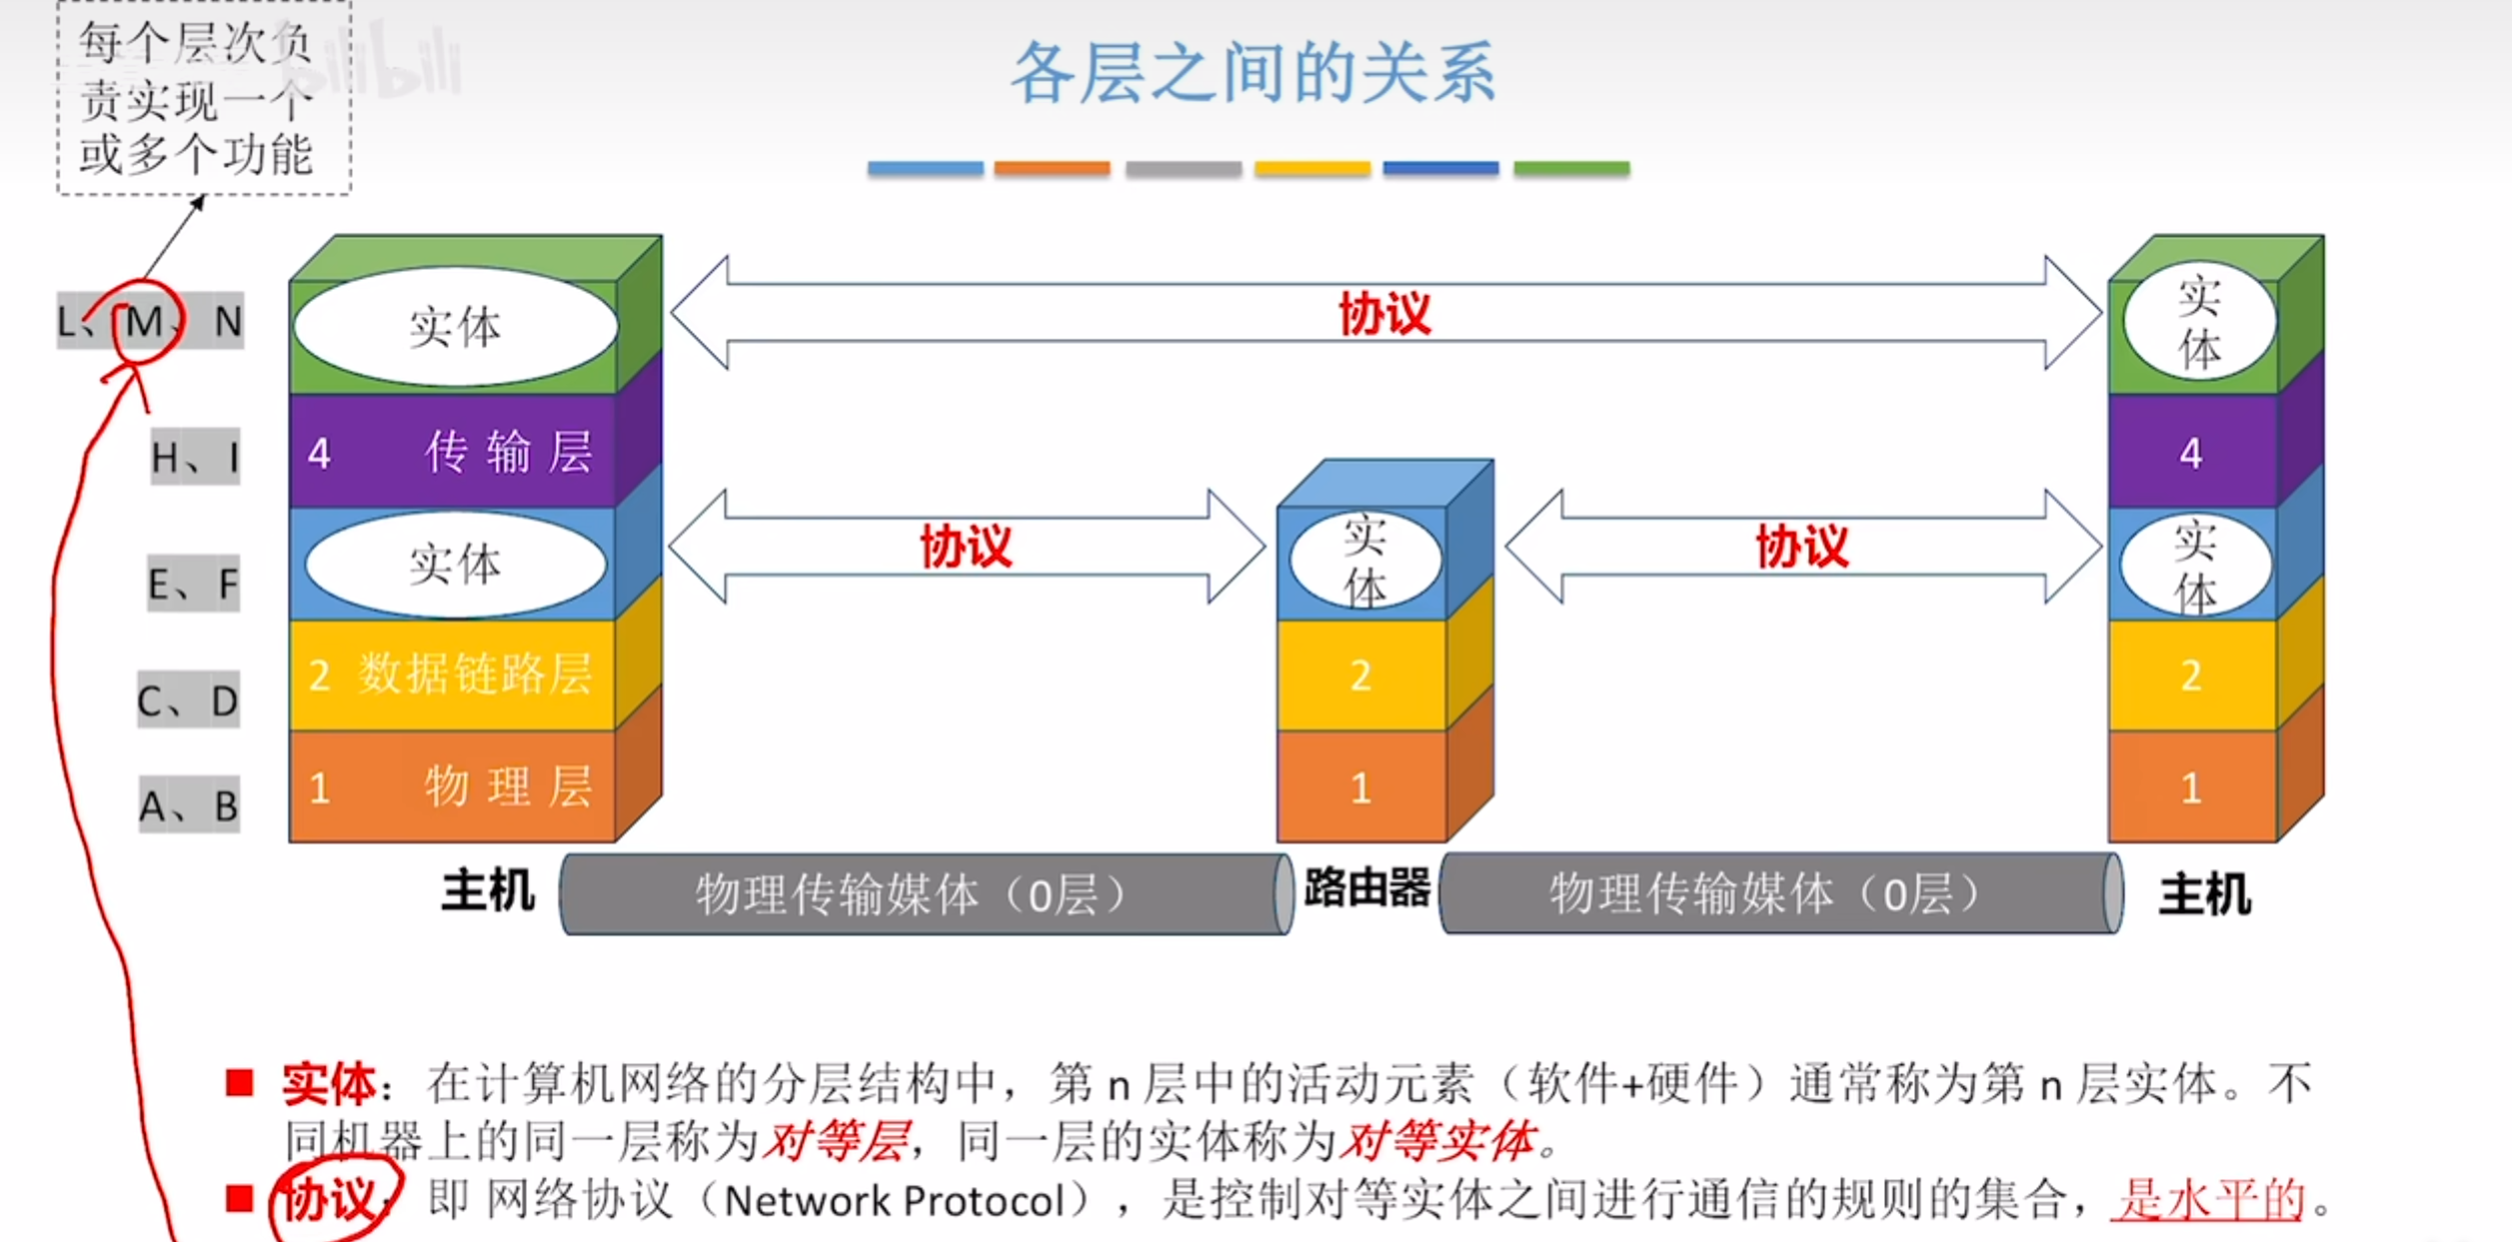 每个层次负
责实现一个
或多个功能
bilibili
各层之间的关系
L、M、N
实体
协议
实
体
H、I
4 传输层
4
E、F
实体
协议
实
体
协议
实
体
C、D
2 数据链路层
2
2
A、B
1 物理层
1
1
主机
物理传输媒体（0层）
路由器
物理传输媒体（0层）
主机
■ 实体：在计算机网络的分层结构中，第 n 层中的活动元素（软件+硬件）通常称为第 n 层实体。不
同机器上的同一层称为对等层，同一层的实体称为对等实体。
■ 协议：即 网络协议（Network Protocol），是控制对等实体之间进行通信的规则的集合，是水平的。